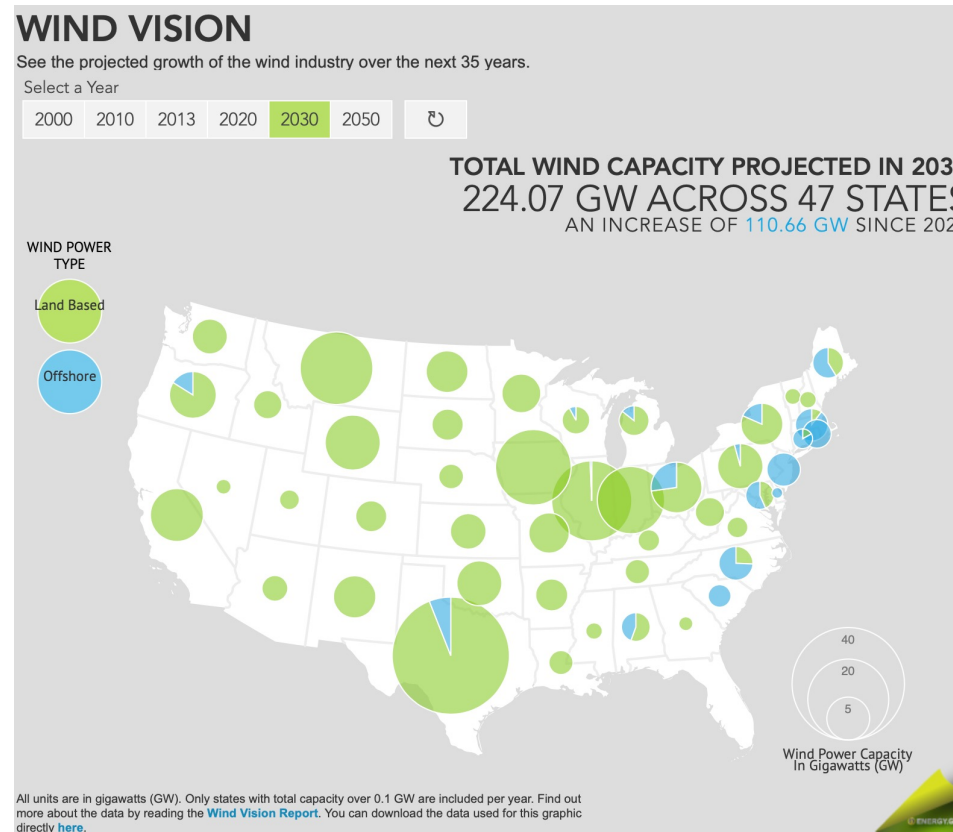 WIND VISION
See the projected growth of the wind industry over the next 35 years.
Select a Year
2000 2010 2013 2020 2030 2050
TOTAL WIND CAPACITY PROJECTED IN 203
224.07 GW ACROSS 47 STATES
AN INCREASE OF 110.66 GW SINCE 202
WIND POWER
TYPE
Land Based
Offshore
40
20
5
Wind Power Capacity
In Gigawatts (GW)
All units are in gigawatts (GW). Only states with total capacity over 0.1 GW are included per year. Find out
more about the data by reading the Wind Vision Report. You can download the data used for this graphic
directly here.